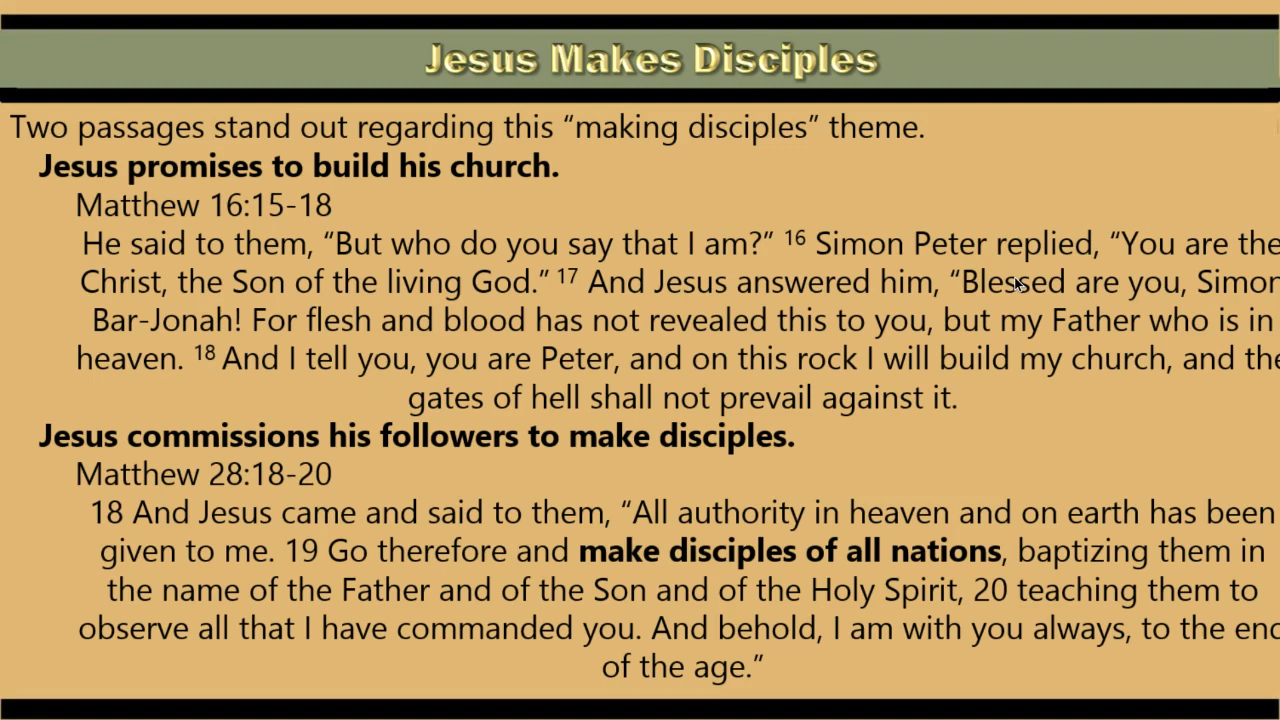 Jesus Makes Disciples
Two passages stand out regarding this “making disciples” theme.
Jesus promises to build his church.
Matthew 16:15-18
He said to them, “But who do you say that I am?” 16 Simon Peter replied, “You are the
Christ, the Son of the living God.” 17 And Jesus answered him, “Blessed are you, Simon
Bar-Jonah! For flesh and blood has not revealed this to you, but my Father who is in
heaven. 18 And I tell you, you are Peter, and on this rock I will build my church, and the
gates of hell shall not prevail against it.
Jesus commissions his followers to make disciples.
Matthew 28:18-20
18 And Jesus came and said to them, “All authority in heaven and on earth has been
given to me. 19 Go therefore and make disciples of all nations, baptizing them in
the name of the Father and of the Son and of the Holy Spirit, 20 teaching them to
observe all that I have commanded you. And behold, I am with you always, to the end
of the age.”